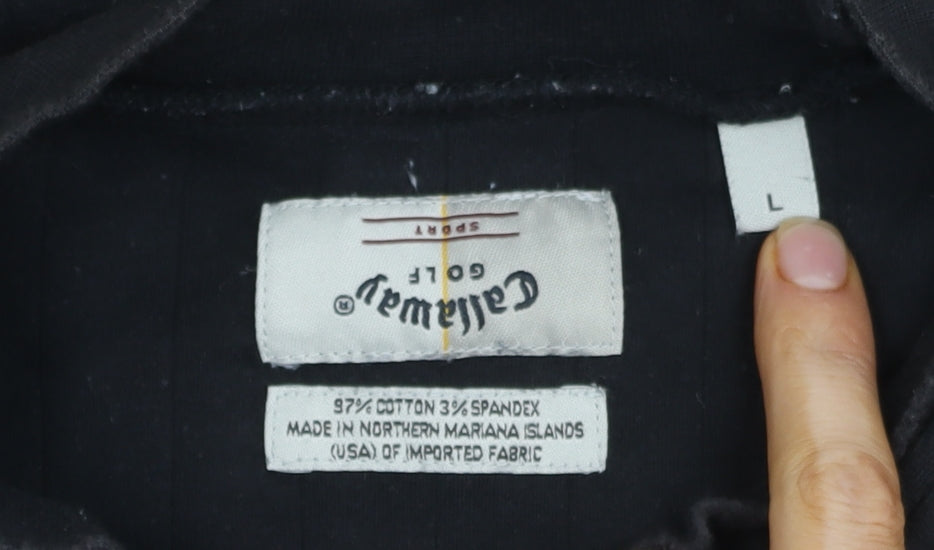 Callaway®
GOLF
SPORT
97% COTTON 3% SPANDEX
MADE IN NORTHERN MARIANA ISLANDS
(USA) OF IMPORTED FABRIC
L